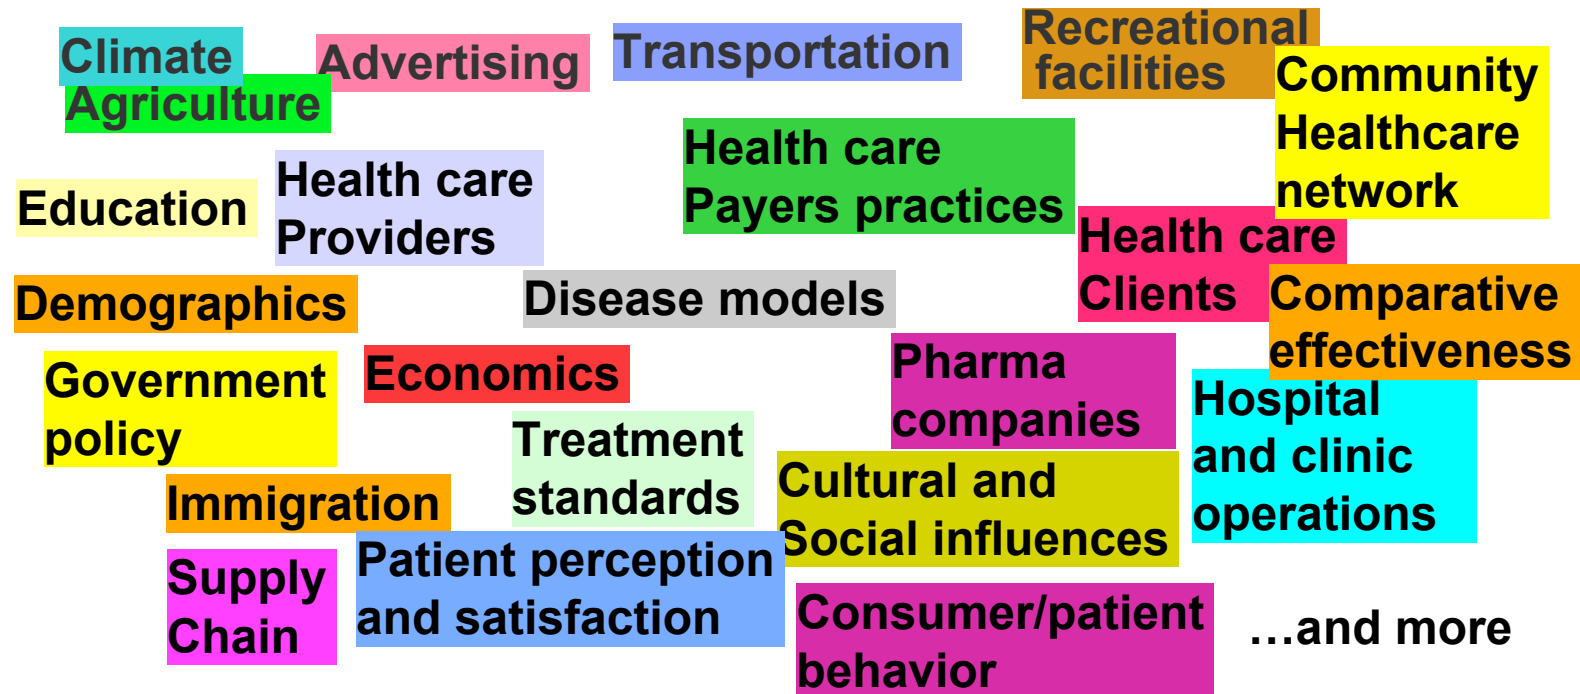 Climate
Advertising
Transportation
Recreational
facilities
Agriculture
Community
Healthcare
network
Education
Health care
Providers
Health care
Payers practices
Health care
Clients
Demographics
Disease models
Comparative
effectiveness
Government
policy
Economics
Pharma
companies
Hospital
and clinic
operations
Treatment
standards
Immigration
Cultural and
Social influences
Supply
Chain
Patient perception
and satisfaction
Consumer/patient
behavior
…and more